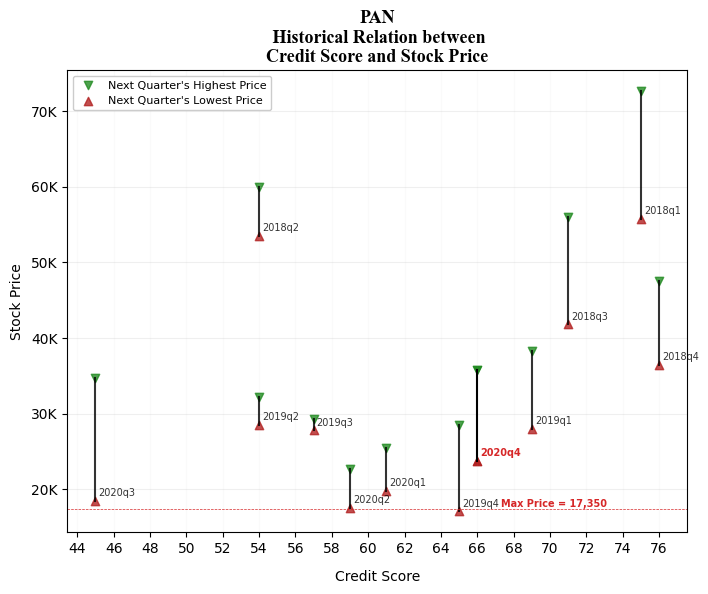 PAN
Historical Relation between
Credit Score and Stock Price
Next Quarter's Highest Price
Next Quarter's Lowest Price
70K
60K
50K
40K
30K
20K
Stock Price
2018q1
2018q2
2018q3
2018q4
2019q1
2019q2
2019q3
2020q4
2020q1
2020q3
2020q2
2019q4
Max Price = 17,350
44 46 48 50 52 54 56 58 60 62 64 66 68 70 72 74 76
Credit Score